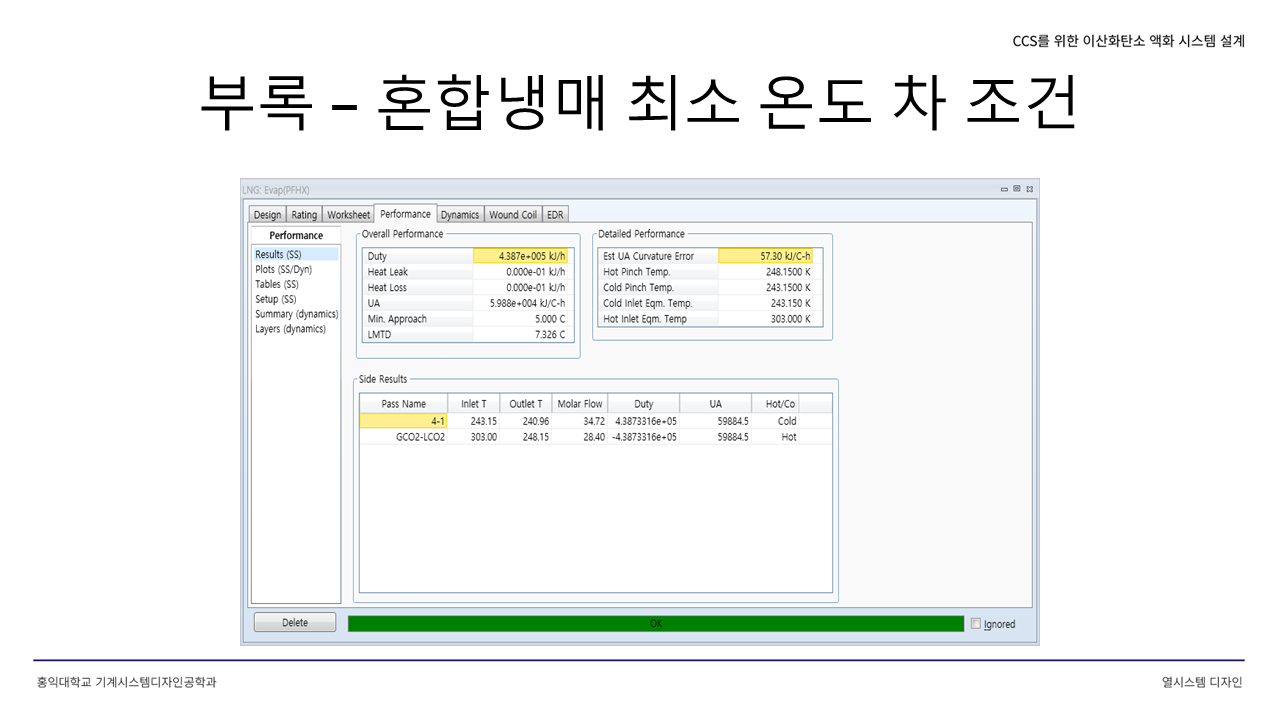 CCS를 위한 이산화탄소 액화 시스템 설계
부록 – 혼합냉매 최소 온도 차 조건
LNG: Evap(PFHX)
Design Rating Worksheet Performance Dynamics Wound Coil EDR
Performance
Results (SS)
Plots (SS/Dyn)
Tables (SS)
Setup (SS)
Summary (dynamics)
Layers (dynamics)
Overall Performance
Duty 4.387e+005 kJ/h
Heat Leak 0.000e-01 kJ/h
Heat Loss 0.000e-01 kJ/h
UA 5.988e+004 kJ/C-h
Min. Approach 5.000 C
LMTD 7.326 C
Detailed Performance
Est UA Curvature Error 57.30 kJ/C-h
Hot Pinch Temp. 248.1500 K
Cold Pinch Temp. 243.1500 K
Cold Inlet Eqm. Temp. 243.150 K
Hot Inlet Eqm. Temp 303.000 K
Side Results
Pass Name Inlet T Outlet T Molar Flow Duty UA Hot/Co
4-1 243.15 240.96 34.72 4.3873316e+05 59884.5 Cold
GCO2-LCO2 303.00 248.15 28.40 -4.3873316e+05 59884.5 Hot
Delete OK Ignored
홍익대학교 기계시스템디자인공학과
열시스템 디자인